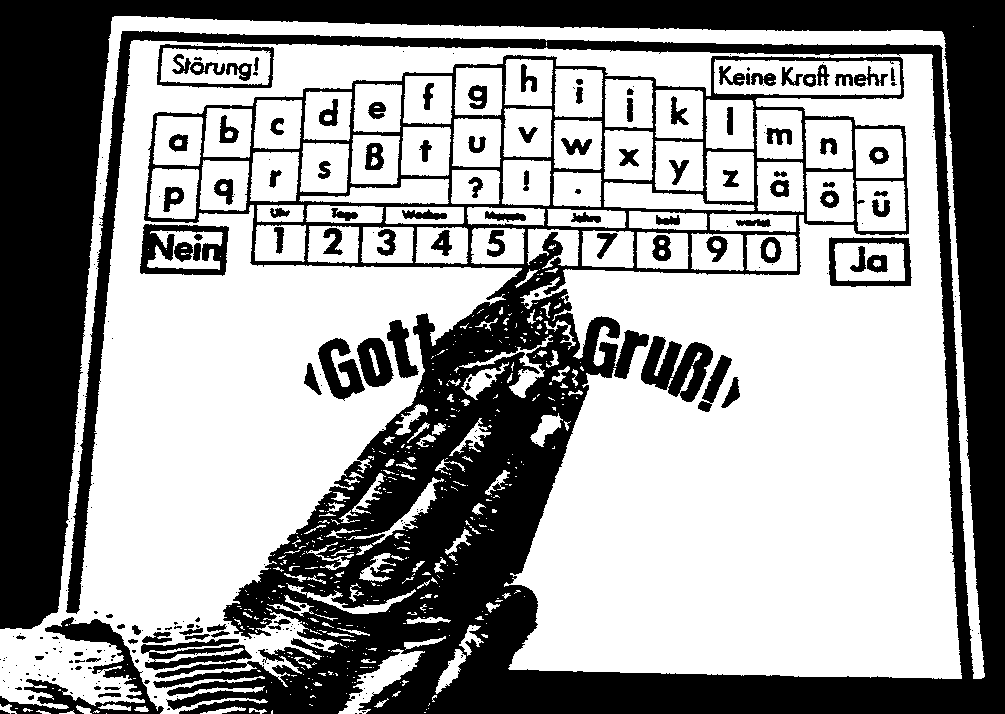 Störung!
Keine Kraft mehr!
a b c d e f g h i j k l m n o
p q r s ß t u v w x y z ä ö ü
? ! .
Uhr Tage Wochen Monate Jahre bald wartet
Nein
1 2 3 4 5 6 7 8 9 0
Ja
Gott Gruß!